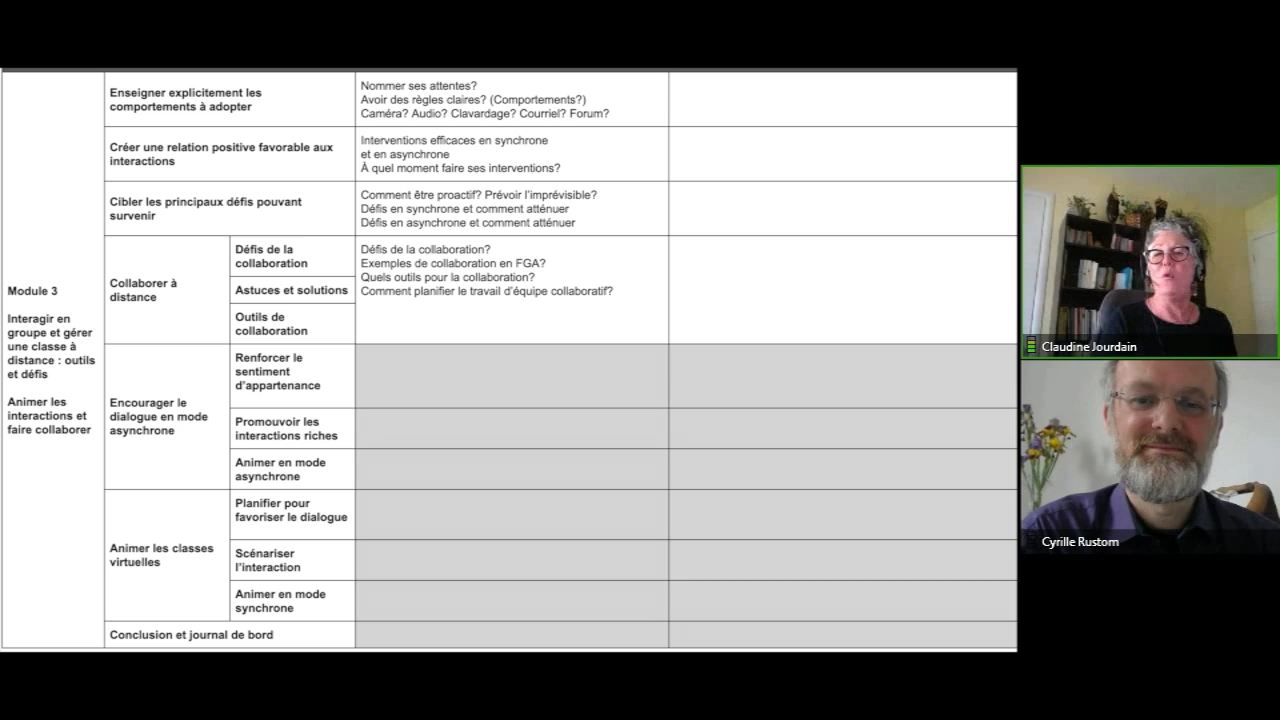 Module 3
Interagir en
groupe et gérer
une classe à
distance : outils
et défis
Animer les
interactions et
faire collaborer
Enseigner explicitement les
comportements à adopter
Nommer ses attentes?
Avoir des règles claires? (Comportements?)
Caméra? Audio? Clavardage? Courriel? Forum?
Créer une relation positive favorable aux
interactions
Interventions efficaces en synchrone
et en asynchrone
À quel moment faire ses interventions?
Cibler les principaux défis pouvant
survenir
Comment être proactif? Prévoir l'imprévisible?
Défis en synchrone et comment atténuer
Défis en asynchrone et comment atténuer
Collaborer à
distance
Défis de la
collaboration
Astuces et solutions
Outils de
collaboration
Défis de la collaboration?
Exemples de collaboration en FGA?
Quels outils pour la collaboration?
Comment planifier le travail d'équipe collaboratif?
Encourager le
dialogue en mode
asynchrone
Renforcer le
sentiment
d'appartenance
Promouvoir les
interactions riches
Animer en mode
asynchrone
Animer les classes
virtuelles
Planifier pour
favoriser le dialogue
Scénariser
l'interaction
Animer en mode
synchrone
Conclusion et journal de bord
Claudine Jourdain
Cyrille Rustom